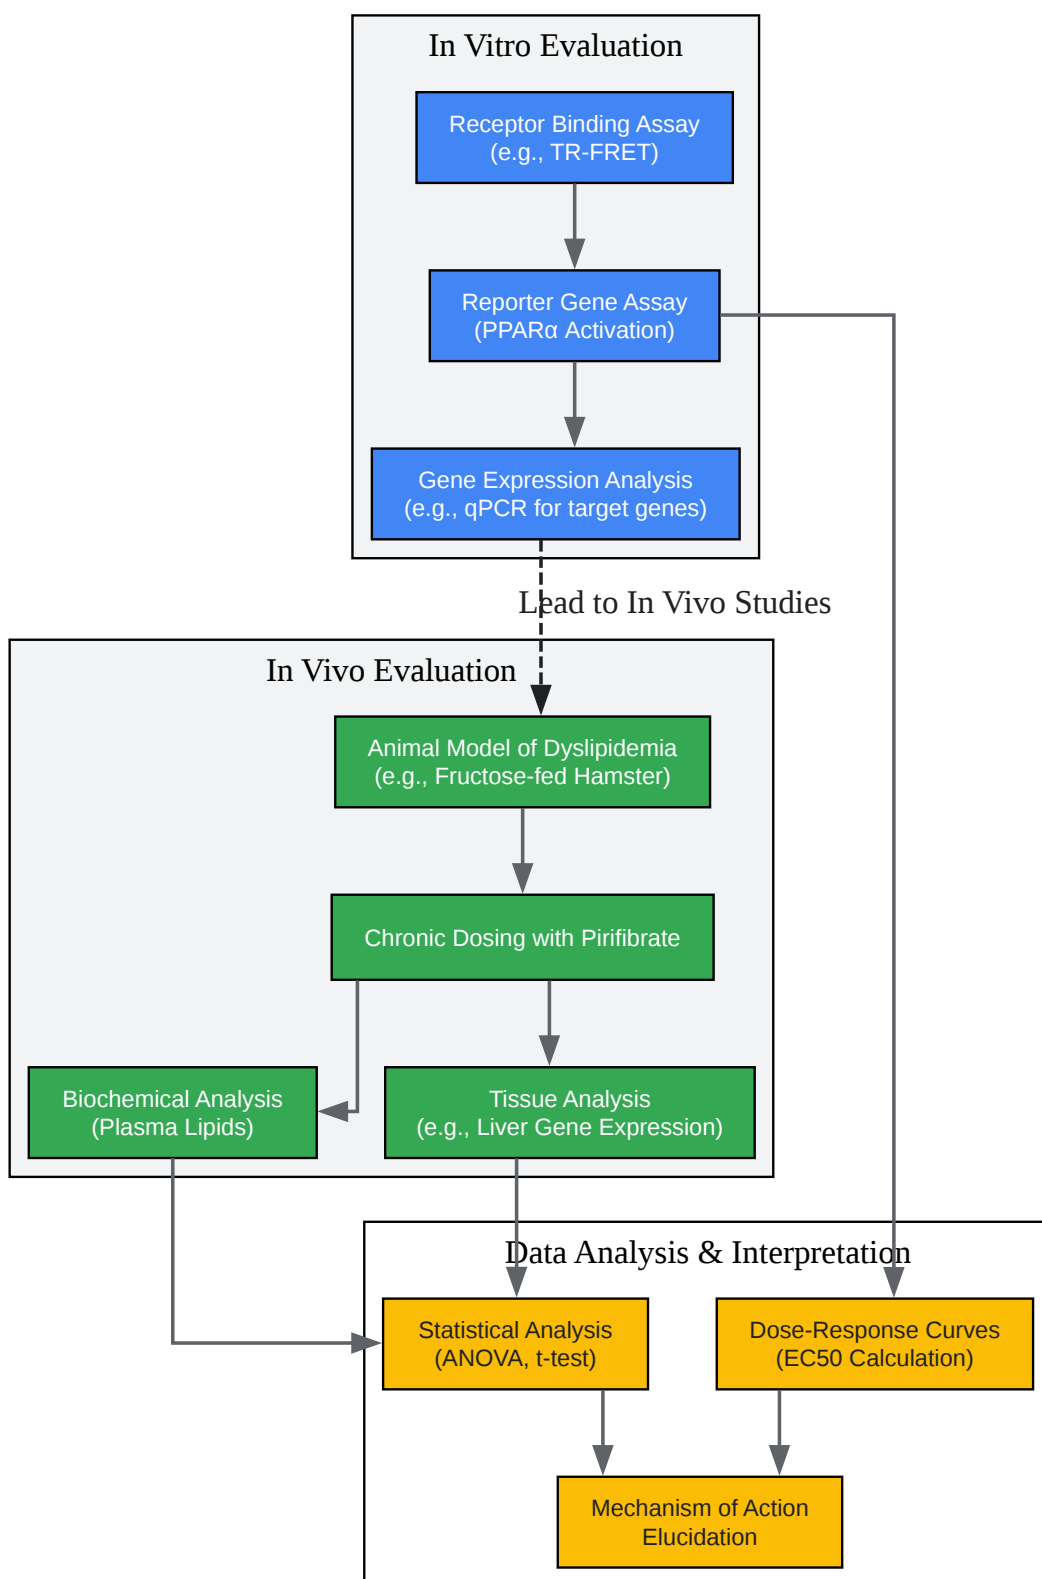 In Vitro Evaluation
Receptor Binding Assay
(e.g., TR-FRET)
Reporter Gene Assay
(PPARα Activation)
Gene Expression Analysis
(e.g., qPCR for target genes)
Lead to In Vivo Studies
In Vivo Evaluation
Animal Model of Dyslipidemia
(e.g., Fructose-fed Hamster)
Chronic Dosing with Pirifibrate
Biochemical Analysis
(Plasma Lipids)
Tissue Analysis
(e.g., Liver Gene Expression)
Data Analysis & Interpretation
Statistical Analysis
(ANOVA, t-test)
Dose-Response Curves
(EC50 Calculation)
Mechanism of Action
Elucidation